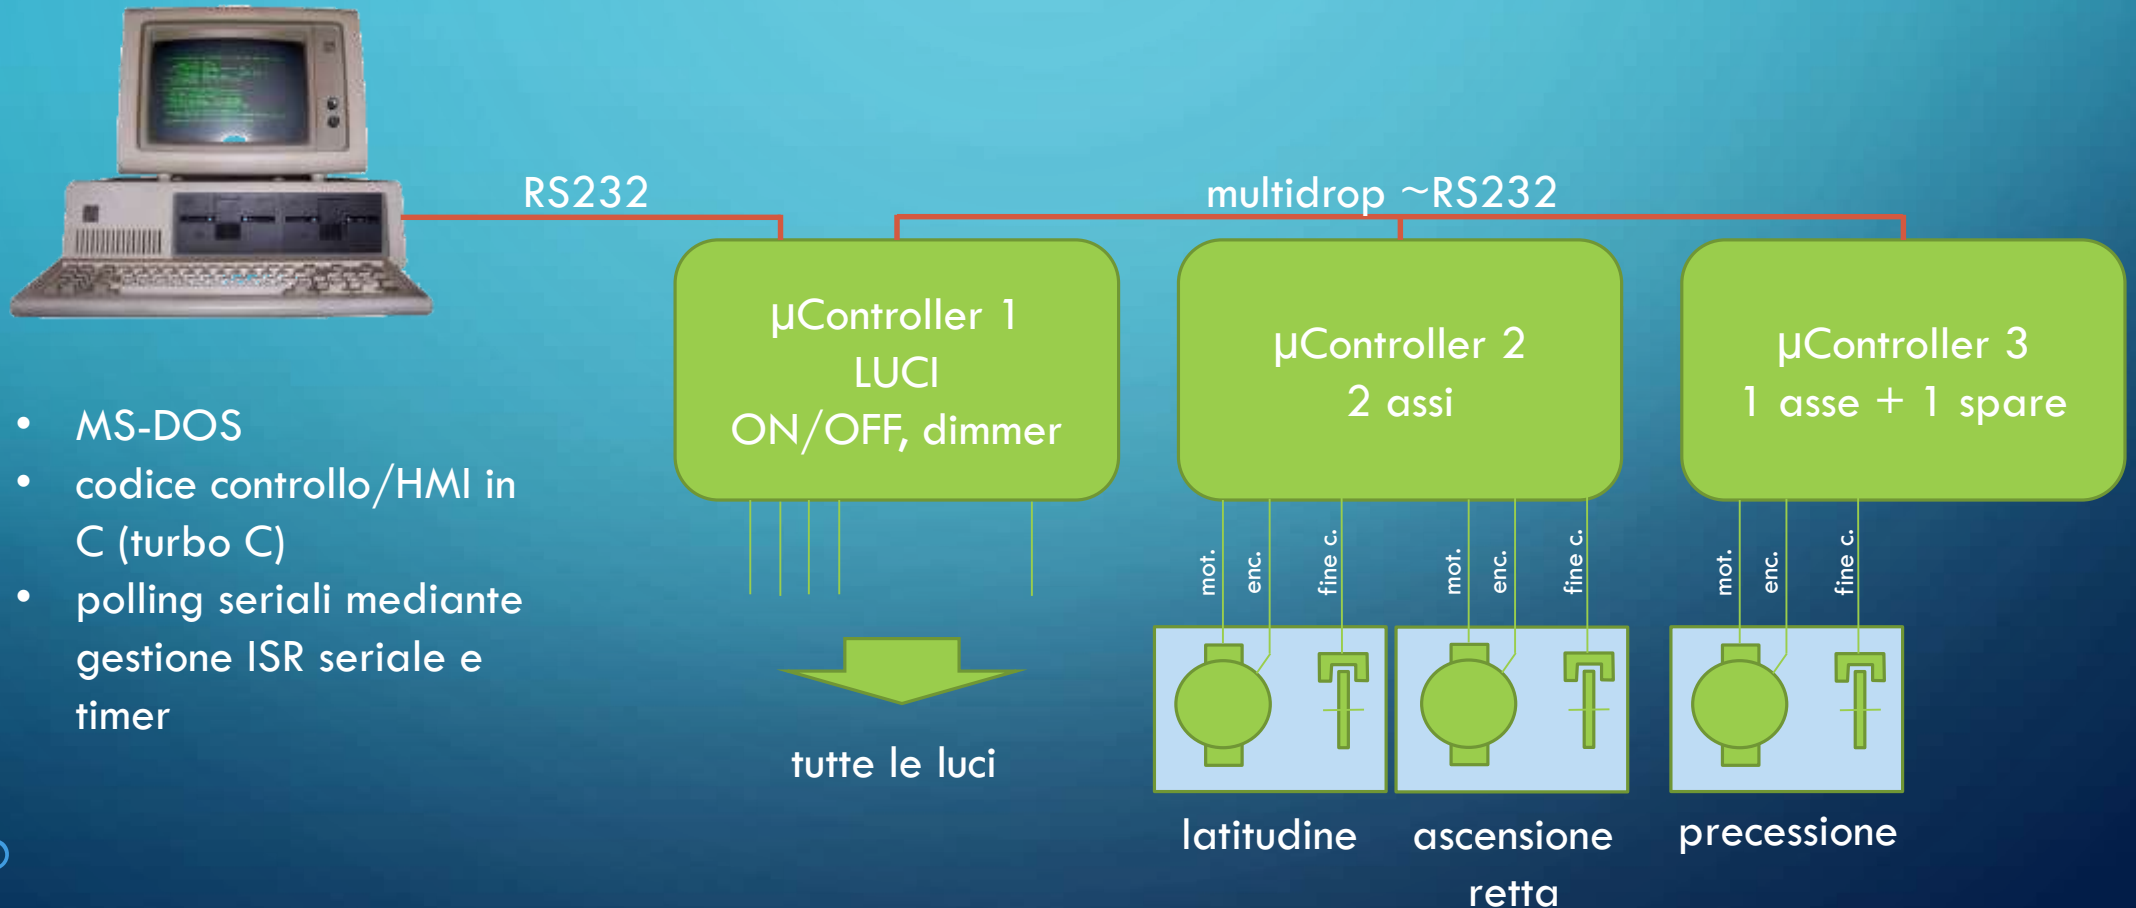 RS232
multidrop ~RS232
µController 1
LUCI
ON/OFF, dimmer
µController 2
2 assi
µController 3
1 asse + 1 spare
• MS-DOS
• codice controllo/HMI in
C (turbo C)
• polling seriali mediante
gestione ISR seriale e
timer
mot.
enc.
fine c.
mot.
enc.
fine c.
mot.
enc.
fine c.
tutte le luci
latitudine
ascensione
retta
precessione